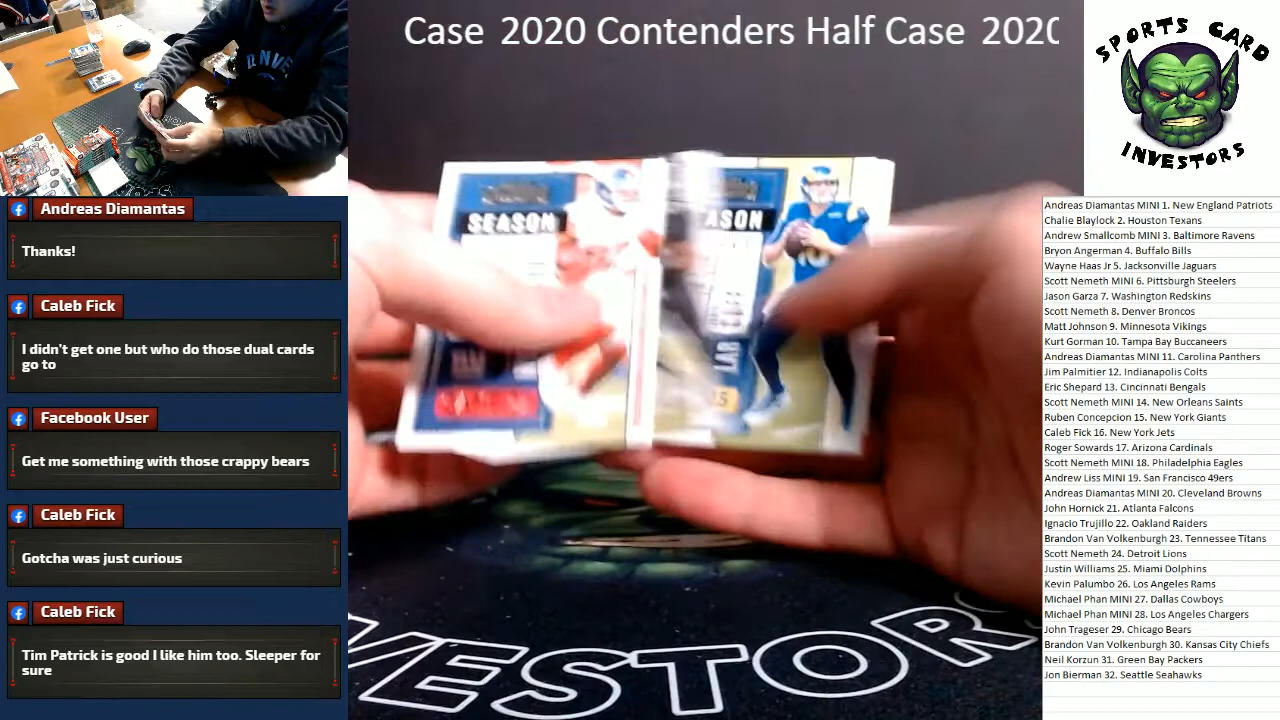 Case 2020 Contenders Half Case 202
SPORTS CARD
INVESTORS
Andreas Diamantas
Thanks!
Caleb Fick
I didn't get one but who do those dual cards
go to
Facebook User
Get me something with those crappy bears
Caleb Fick
Gotcha was just curious
Caleb Fick
Tim Patrick is good I like him too. Sleeper for
sure
SEASON
ASON
VESTORS
Andreas Diamantas MINI 1. New England Patriots
Chalie Blaylock 2. Houston Texans
Andrew Smallcomb MINI 3. Baltimore Ravens
Bryon Angerman 4. Buffalo Bills
Wayne Haas Jr 5. Jacksonville Jaguars
Scott Nemeth MINI 6. Pittsburgh Steelers
Jason Garza 7. Washington Redskins
Scott Nemeth 8. Denver Broncos
Matt Johnson 9. Minnesota Vikings
Kurt Gorman 10. Tampa Bay Buccaneers
Andreas Diamantas MINI 11. Carolina Panthers
Jim Palmitier 12. Indianapolis Colts
Eric Shepard 13. Cincinnati Bengals
Scott Nemeth MINI 14. New Orleans Saints
Ruben Concepcion 15. New York Giants
Caleb Fick 16. New York Jets
Roger Sowards 17. Arizona Cardinals
Scott Nemeth MINI 18. Philadelphia Eagles
Andrew Liss MINI 19. San Francisco 49ers
Andreas Diamantas MINI 20. Cleveland Browns
John Hornick 21. Atlanta Falcons
Ignacio Trujillo 22. Oakland Raiders
Brandon Van Volkenburgh 23. Tennessee Titans
Scott Nemeth 24. Detroit Lions
Justin Williams 25. Miami Dolphins
Kevin Palumbo 26. Los Angeles Rams
Michael Phan MINI 27. Dallas Cowboys
Michael Phan MINI 28. Los Angeles Chargers
John Trageser 29. Chicago Bears
Brandon Van Volkenburgh 30. Kansas City Chiefs
Neil Korzun 31. Green Bay Packers
Jon Bierman 32. Seattle Seahawks